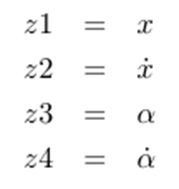 z1 = x
z2 = ẋ
z3 = α
z4 = α̇